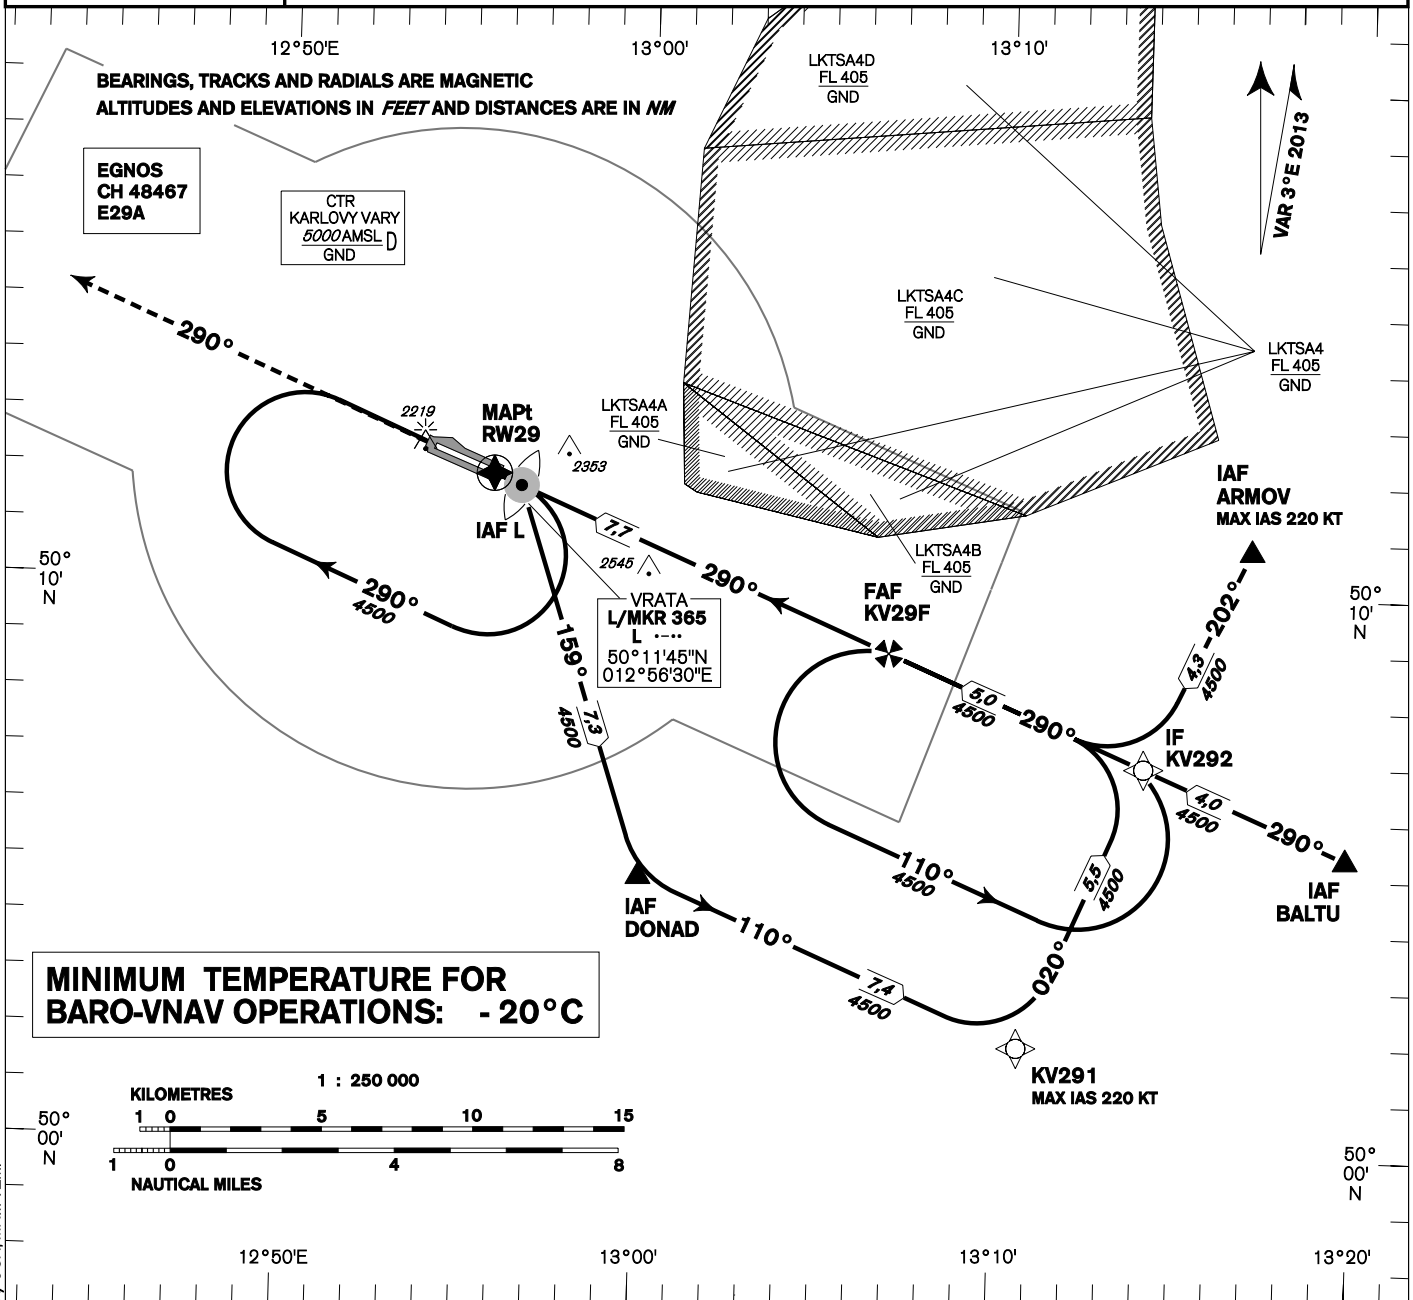 12°50'E
13°00'
13°10'
BEARINGS, TRACKS AND RADIALS ARE MAGNETIC
ALTITUDES AND ELEVATIONS IN FEET AND DISTANCES ARE IN NM
EGNOS
CH 48467
E29A
CTR
KARLOVY VARY
5000 AMSL D
GND
LKTSA4D
FL 405
GND
VAR 3°E 2013
LKTSA4C
FL 405
GND
LKTSA4
FL 405
GND
LKTSA4A
FL 405
GND
LKTSA4B
FL 405
GND
290°
2219
MAPt
RW29
2353
IAF L
7,7
2545
290°
290°
4500
50°
10'
N
VRATA
L/MKR 365
L ·–··
50°11'45"N
012°56'30"E
159°
7,3
4500
FAF
KV29F
IAF
ARMOV
MAX IAS 220 KT
202°
4,3
4500
50°
10'
N
5,0
4500
290°
IF
KV292
4,0
4500
290°
IAF
BALTU
110°
4500
5,5
4500
IAF
DONAD
110°
7,4
4500
020°
KV291
MAX IAS 220 KT
MINIMUM TEMPERATURE FOR
BARO-VNAV OPERATIONS: - 20°C
1 : 250 000
KILOMETRES
1 0 5 10 15
1 0 4 8
NAUTICAL MILES
50°
00'
N
50°
00'
N
12°50'E
13°00'
13°10'
13°20'